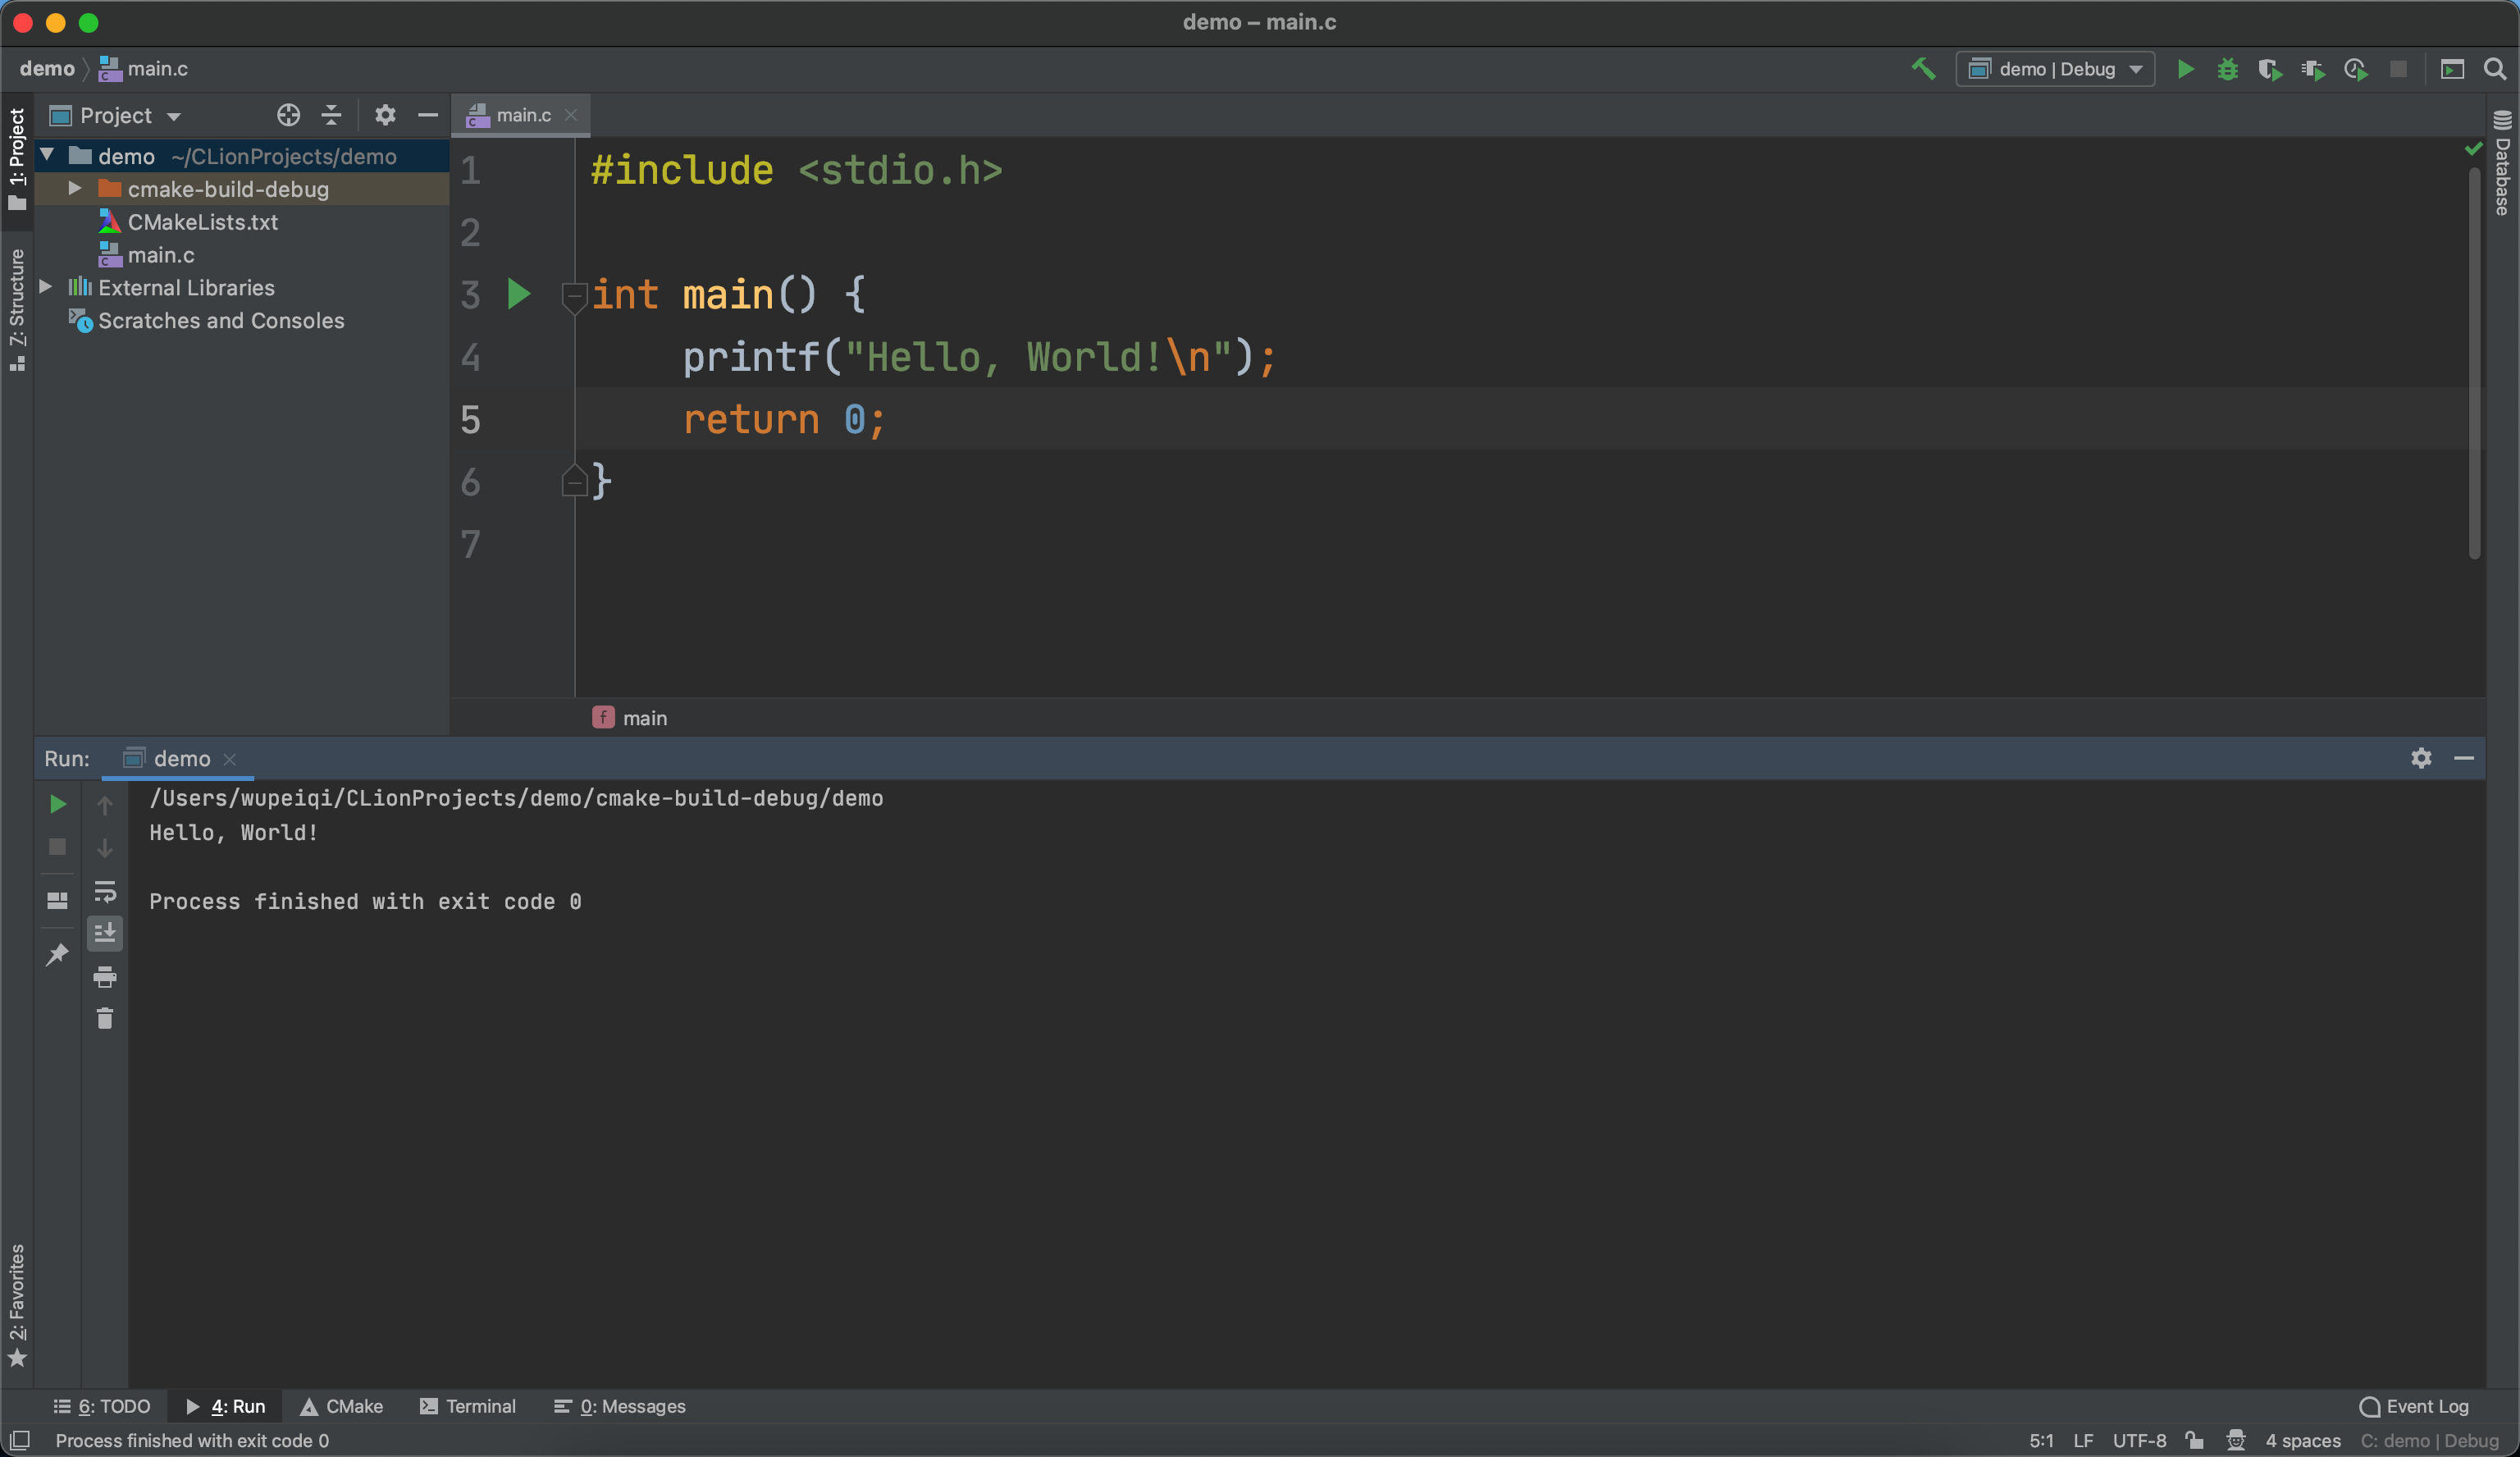 demo – main.c
demo main.c
demo | Debug
1: Project
Project
main.c
demo ~/CLionProjects/demo
cmake-build-debug
CMakeLists.txt
main.c
External Libraries
Scratches and Consoles
Z: Structure
1 #include <stdio.h>
2
3 int main() {
4 printf("Hello, World!\n");
5 return 0;
6 }
7
main
Database
Run: demo
/Users/wupeiqi/CLionProjects/demo/cmake-build-debug/demo
Hello, World!
Process finished with exit code 0
2: Favorites
6: TODO 4: Run CMake Terminal 0: Messages Event Log
Process finished with exit code 0 5:1 LF UTF-8 4 spaces C: demo | Debug